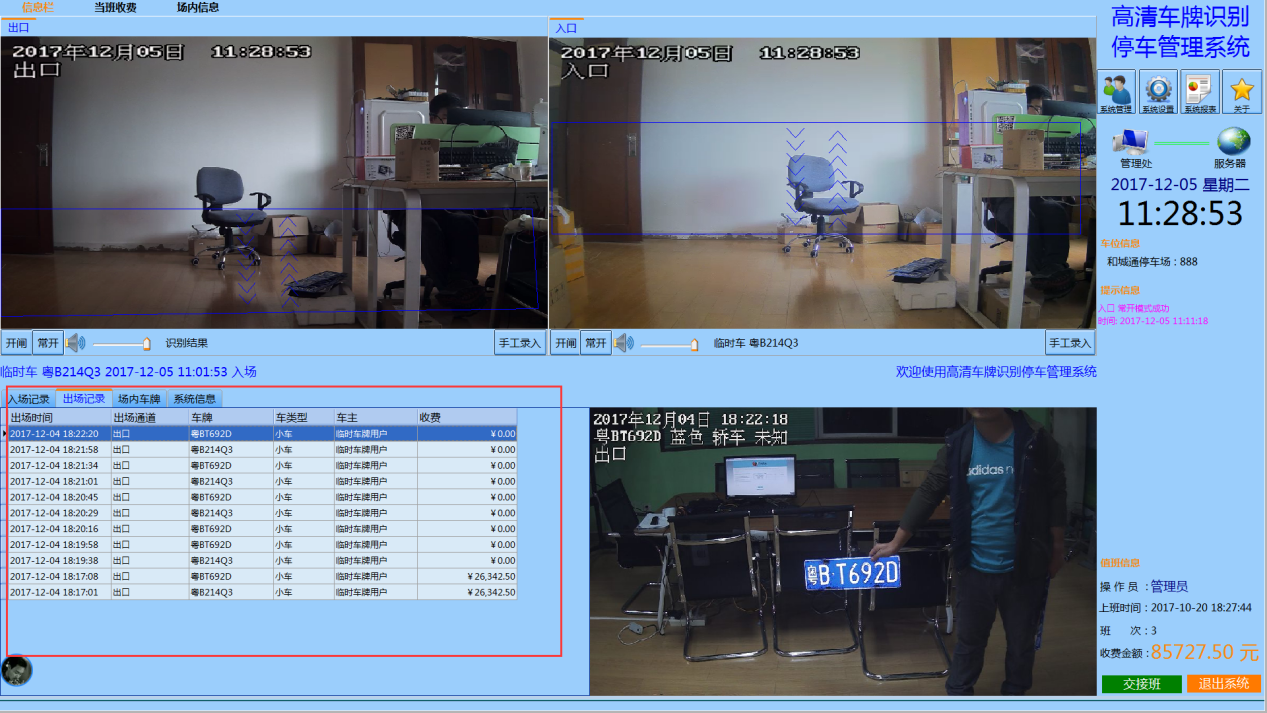 信息栏 当班收费 场内信息
高清车牌识别
停车管理系统
出口
入口
2017年12月05日 11:28:53
出口
2017年12月05日 11:28:53
入口
系统管理 系统设置 系统报表 关于
管理处 服务器
2017-12-05 星期二
11:28:53
车位信息
和城通停车场：888
提示信息
入口 常开模式成功
时间: 2017-12-05 11:11:18
开闸 常开 识别结果 手工录入
开闸 常开 临时车 粤B214Q3 手工录入
临时车 粤B214Q3 2017-12-05 11:01:53 入场
欢迎使用高清车牌识别停车管理系统
入场记录 出场记录 场内车牌 系统信息
出场时间 出场通道 车牌 车类型 车主 收费
2017-12-04 18:22:20 出口 粤BT692D 小车 临时车牌用户 ￥0.00
2017-12-04 18:21:58 出口 粤B214Q3 小车 临时车牌用户 ￥0.00
2017-12-04 18:21:34 出口 粤BT692D 小车 临时车牌用户 ￥0.00
2017-12-04 18:21:01 出口 粤B214Q3 小车 临时车牌用户 ￥0.00
2017-12-04 18:20:45 出口 粤BT692D 小车 临时车牌用户 ￥0.00
2017-12-04 18:20:29 出口 粤B214Q3 小车 临时车牌用户 ￥0.00
2017-12-04 18:20:16 出口 粤BT692D 小车 临时车牌用户 ￥0.00
2017-12-04 18:19:58 出口 粤BT692D 小车 临时车牌用户 ￥0.00
2017-12-04 18:19:38 出口 粤B214Q3 小车 临时车牌用户 ￥0.00
2017-12-04 18:17:08 出口 粤BT692D 小车 临时车牌用户 ￥26,342.50
2017-12-04 18:17:01 出口 粤B214Q3 小车 临时车牌用户 ￥26,342.50
2017年12月04日 18:22:18
粤BT692D 蓝色 轿车 未知
出口
adidas
粤B·T692D
值班信息
操 作 员 ：管理员
上班时间：2017-10-20 18:27:44
班 次：3
收费金额：85727.50 元
交接班 退出系统